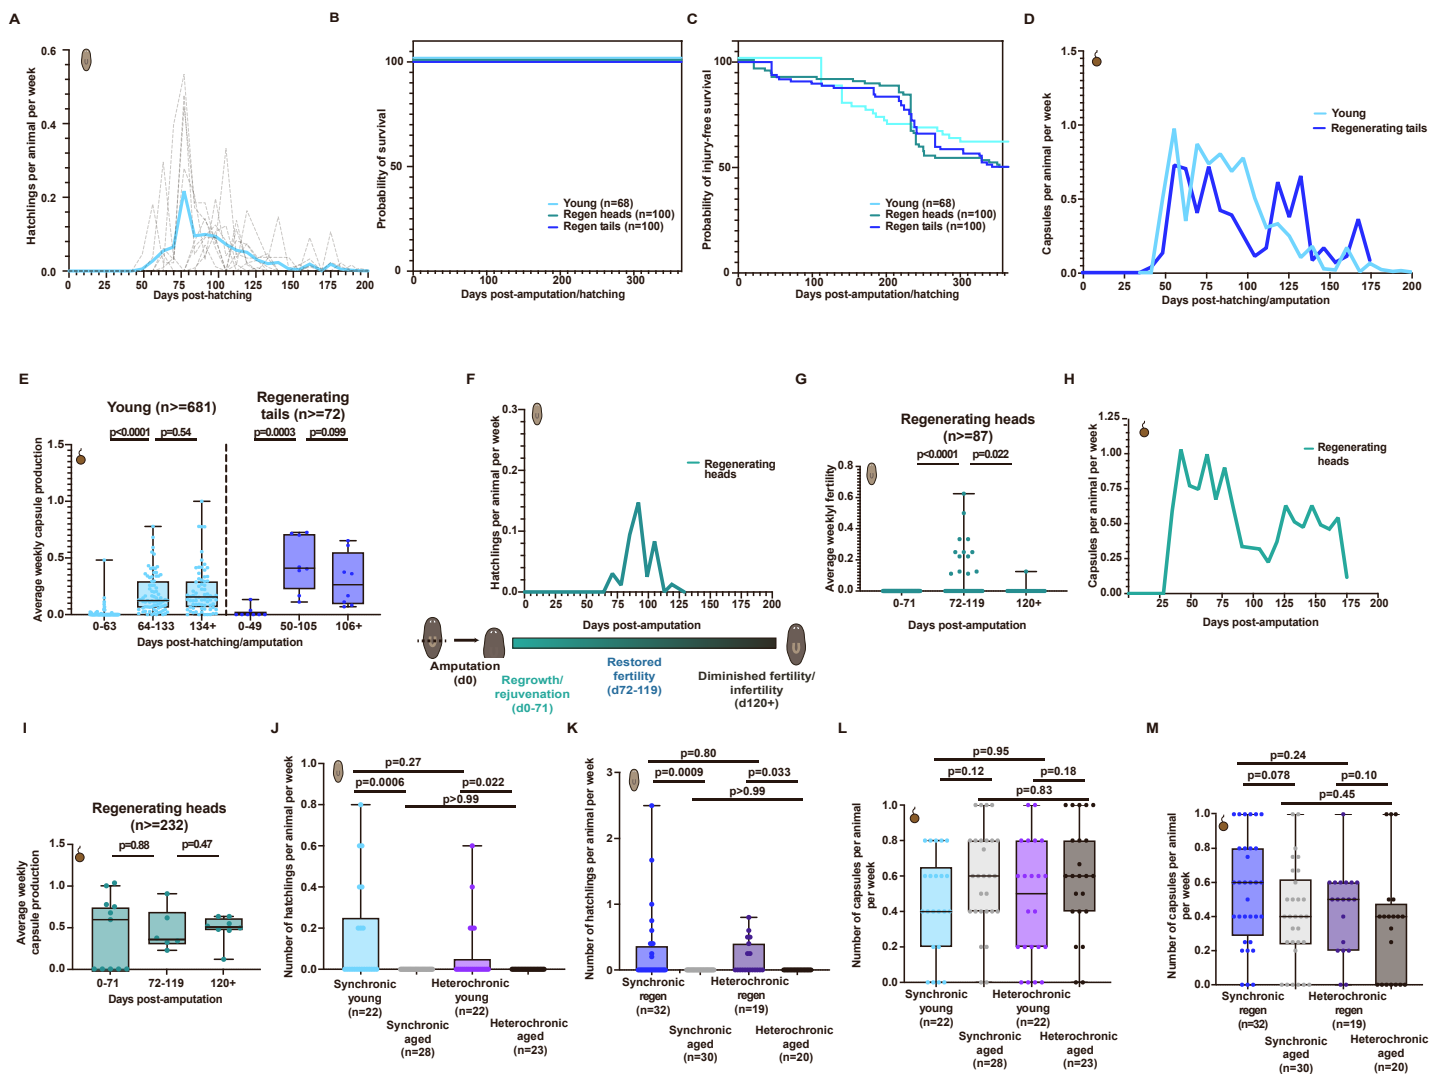 A
Hatchlings per animal per week
0.6
0.4
0.2
0.0
0 25 50 75 100 125 150 175 200
Days post-hatching
B
Probability of survival
100
50
0
Young (n=68)
Regen heads (n=100)
Regen tails (n=100)
0 100 200 300
Days post-amputation/hatching
C
Probability of injury-free survival
100
50
0
Young (n=68)
Regen heads (n=100)
Regen tails (n=100)
0 100 200 300
Days post-amputation/hatching
D
Capsules per animal per week
1.5
1.0
0.5
0.0
Young
Regenerating tails
0 25 50 75 100 125 150 175 200
Days post-hatching/amputation
E
Young (n>=681)
Regenerating
tails (n>=72)
p<0.0001 p=0.54 p=0.0003 p=0.099
Average weekly capsule production
1.5
1.0
0.5
0.0
0-63 64-133 134+ 0-49 50-105 106+
Days post-hatching/amputation
F
Hatchlings per animal per week
0.3
0.2
0.1
0.0
Regenerating
heads
0 25 50 75 100 125 150 175 200
Days post-amputation
Amputation
(d0)
Regrowth/
rejuvenation
(d0-71)
Restored
fertility
(d72-119)
Diminished fertility/
infertility
(d120+)
G
Regenerating heads
(n>=87)
p<0.0001 p=0.022
Average weeklyl fertility
0.8
0.6
0.4
0.2
0.0
0-71 72-119 120+
Days post-amputation
H
Capsules per animal per week
1.25
1.00
0.75
0.50
0.25
0.00
Regenerating
heads
0 25 50 75 100 125 150 175 200
Days post-amputation
I
Regenerating heads
(n>=232)
p=0.88 p=0.47
Average weekly
capsule production
1.5
1.0
0.5
0.0
0-71 72-119 120+
Days post-amputation
J
Number of hatchlings per animal per week
1.0
0.8
0.6
0.4
0.2
0.0
p=0.27
p=0.0006 p=0.022
p>0.99
Synchronic
young
(n=22)
Synchronic
aged
(n=28)
Heterochronic
young
(n=22)
Heterochronic
aged
(n=23)
K
Number of hatchlings per animal per week
3
2
1
0
p=0.80
p=0.0009 p=0.033
p>0.99
Synchronic
regen
(n=32)
Synchronic
aged
(n=30)
Heterochronic
regen
(n=19)
Heterochronic
aged
(n=20)
L
Number of capsules per animal
per week
1.0
0.8
0.6
0.4
0.2
0.0
p=0.95
p=0.12 p=0.18
p=0.83
Synchronic
young
(n=22)
Synchronic
aged
(n=28)
Heterochronic
young
(n=22)
Heterochronic
aged
(n=23)
M
Number of capsules per animal
per week
1.0
0.8
0.6
0.4
0.2
0.0
p=0.24
p=0.078 p=0.10
p=0.45
Synchronic
regen
(n=32)
Synchronic
aged
(n=30)
Heterochronic
regen
(n=19)
Heterochronic
aged
(n=20)